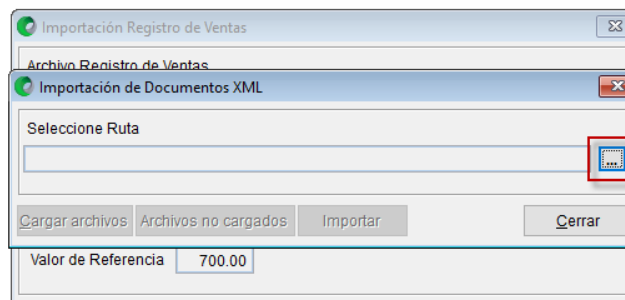 Importación Registro de Ventas
Archivo Registro de Ventas
Importación de Documentos XML
Seleccione Ruta
...
Cargar archivos Archivos no cargados Importar Cerrar
Valor de Referencia 700.00